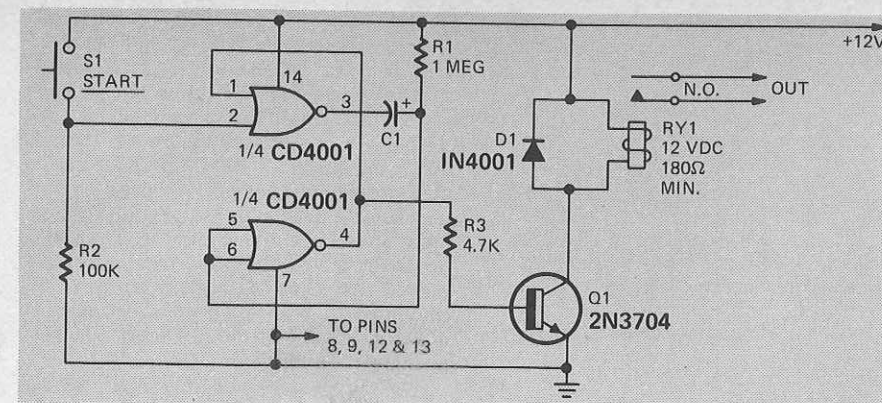 +12V
S1
START
R1
1 MEG
14
1
2
3
+
C1
1/4 CD4001
N.O.
OUT
D1
IN4001
RY1
12 VDC
180Ω
MIN.
1/4 CD4001
5
6
4
7
R2
100K
R3
4.7K
Q1
2N3704
TO PINS
8, 9, 12 & 13